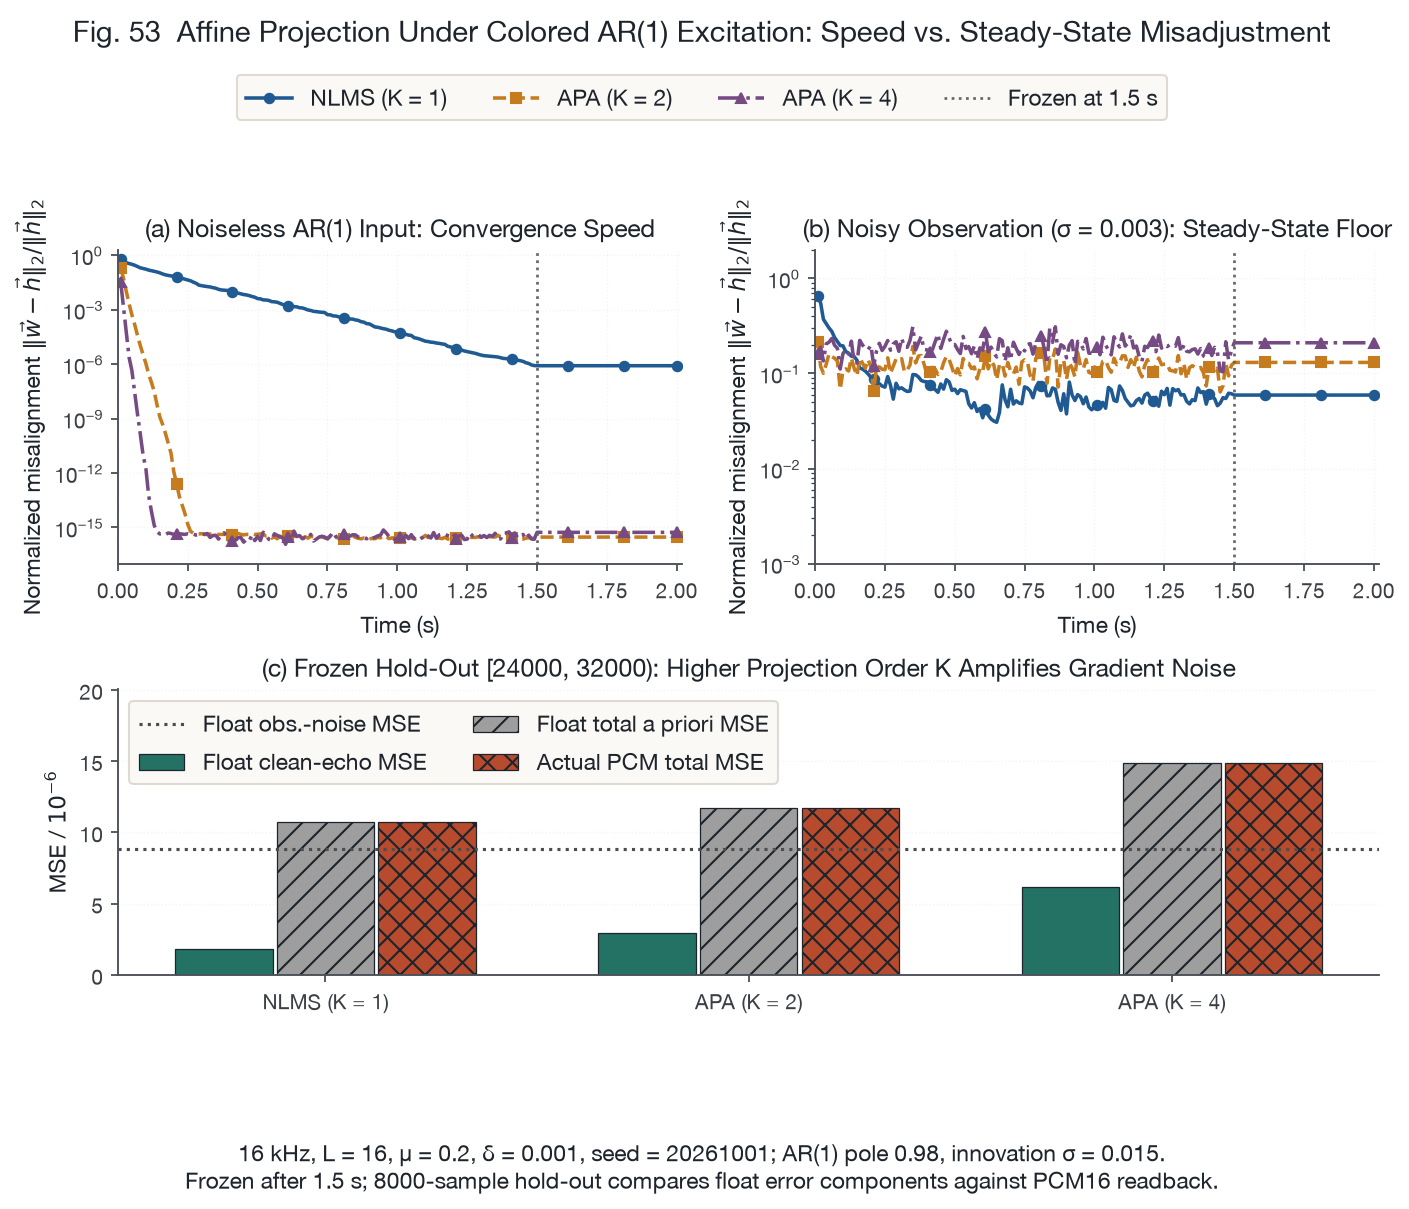 Fig. 53  Affine Projection Under Colored AR(1) Excitation: Speed vs. Steady-State Misadjustment
NLMS (K = 1)
APA (K = 2)
APA (K = 4)
Frozen at 1.5 s
(a) Noiseless AR(1) Input: Convergence Speed
Normalized misalignment ‖w⃗ − h⃗‖₂/‖h⃗‖₂
10⁰
10⁻³
10⁻⁶
10⁻⁹
10⁻¹²
10⁻¹⁵
0.00 0.25 0.50 0.75 1.00 1.25 1.50 1.75 2.00
Time (s)
(b) Noisy Observation (σ = 0.003): Steady-State Floor
Normalized misalignment ‖w⃗ − h⃗‖₂/‖h⃗‖₂
10⁰
10⁻¹
10⁻²
10⁻³
0.00 0.25 0.50 0.75 1.00 1.25 1.50 1.75 2.00
Time (s)
(c) Frozen Hold-Out [24000, 32000): Higher Projection Order K Amplifies Gradient Noise
MSE / 10⁻⁶
20
15
10
5
0
Float obs.-noise MSE
Float clean-echo MSE
Float total a priori MSE
Actual PCM total MSE
NLMS (K = 1)
APA (K = 2)
APA (K = 4)
16 kHz, L = 16, μ = 0.2, δ = 0.001, seed = 20261001; AR(1) pole 0.98, innovation σ = 0.015.
Frozen after 1.5 s; 8000-sample hold-out compares float error components against PCM16 readback.